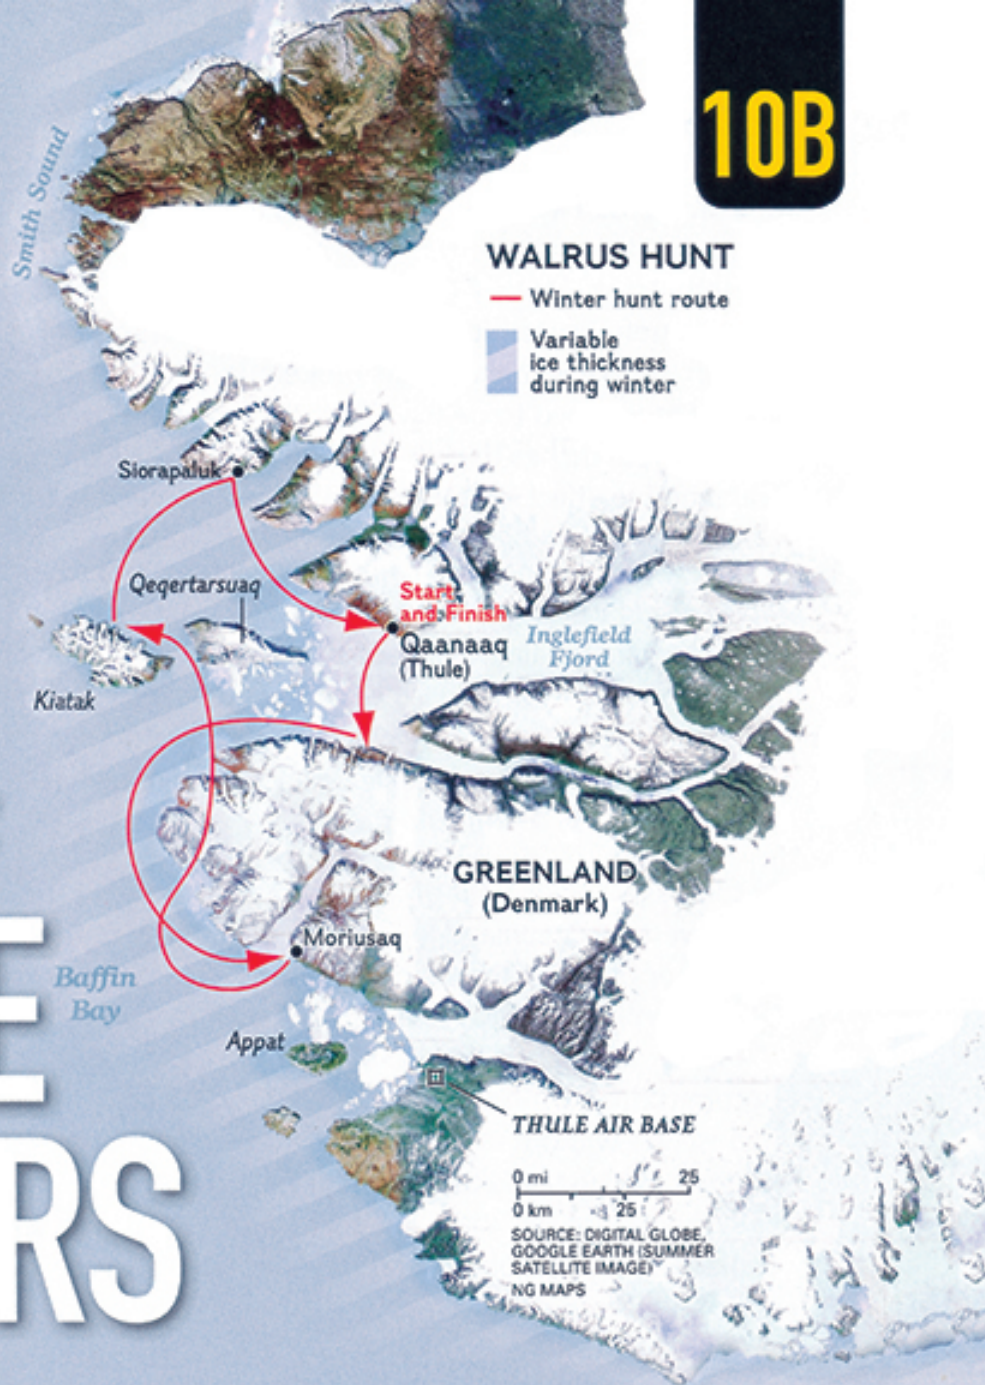 10B
Smith Sound
WALRUS HUNT
Winter hunt route
Variable
ice thickness
during winter
Siorapaluk
Qeqertarsuaq
Start
and Finish
Qaanaaq
(Thule)
Inglefield
Fjord
Kiatak
GREENLAND
(Denmark)
Moriusaq
Baffin
Bay
E
Appat
THULE AIR BASE
RS
0 mi 25
0 km 25
SOURCE: DIGITAL GLOBE,
GOOGLE EARTH (SUMMER
SATELLITE IMAGE)
NG MAPS